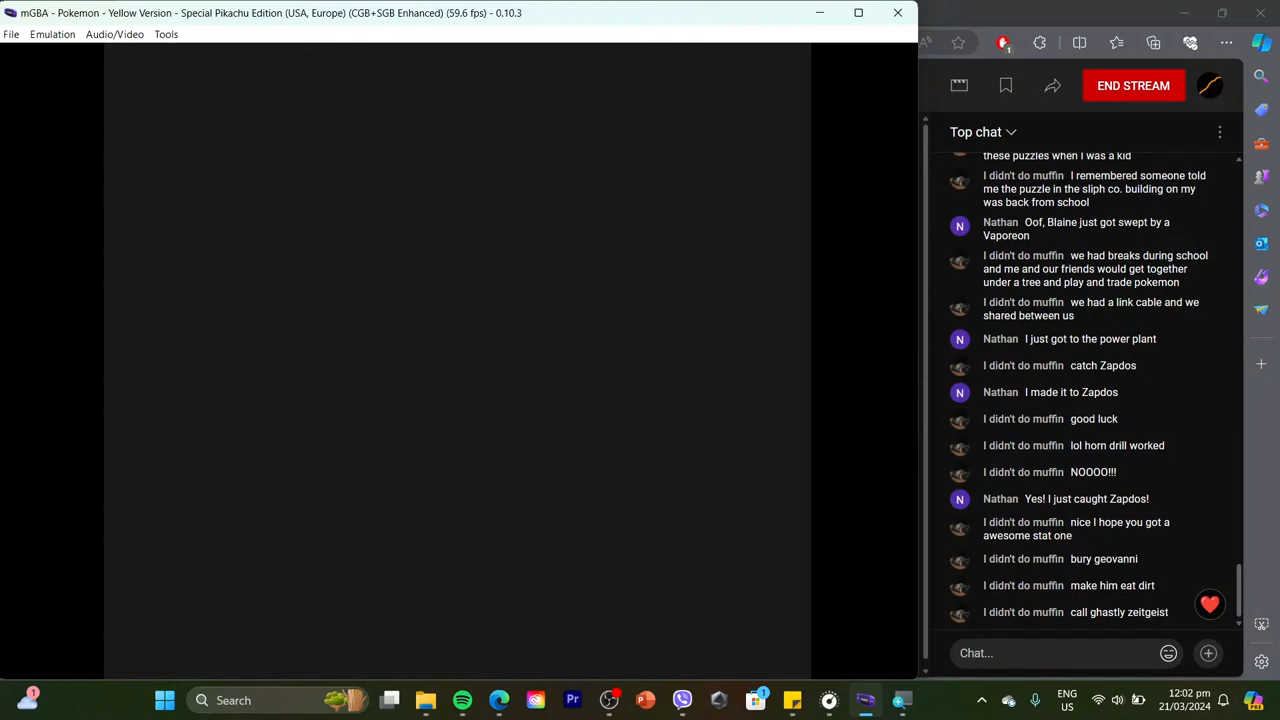 mGBA - Pokemon - Yellow Version - Special Pikachu Edition (USA, Europe) (CGB+SGB Enhanced) (59.6 fps) - 0.10.3
File Emulation Audio/Video Tools
1
END STREAM
Top chat
these puzzles when I was a kid
I didn't do muffin I remembered someone told
me the puzzle in the sliph co. building on my
was back from school
N Nathan Oof, Blaine just got swept by a
Vaporeon
I didn't do muffin we had breaks during school
and me and our friends would get together
under a tree and play and trade pokemon
I didn't do muffin we had a link cable and we
shared between us
N Nathan I just got to the power plant
I didn't do muffin catch Zapdos
N Nathan I made it to Zapdos
I didn't do muffin good luck
I didn't do muffin lol horn drill worked
I didn't do muffin NOOOO!!!
N Nathan Yes! I just caught Zapdos!
I didn't do muffin nice I hope you got a
awesome stat one
I didn't do muffin bury geovanni
I didn't do muffin make him eat dirt
I didn't do muffin call ghastly zeitgeist
Chat...
1 Search Pr 1 ENG 12:02 pm
US 21/03/2024